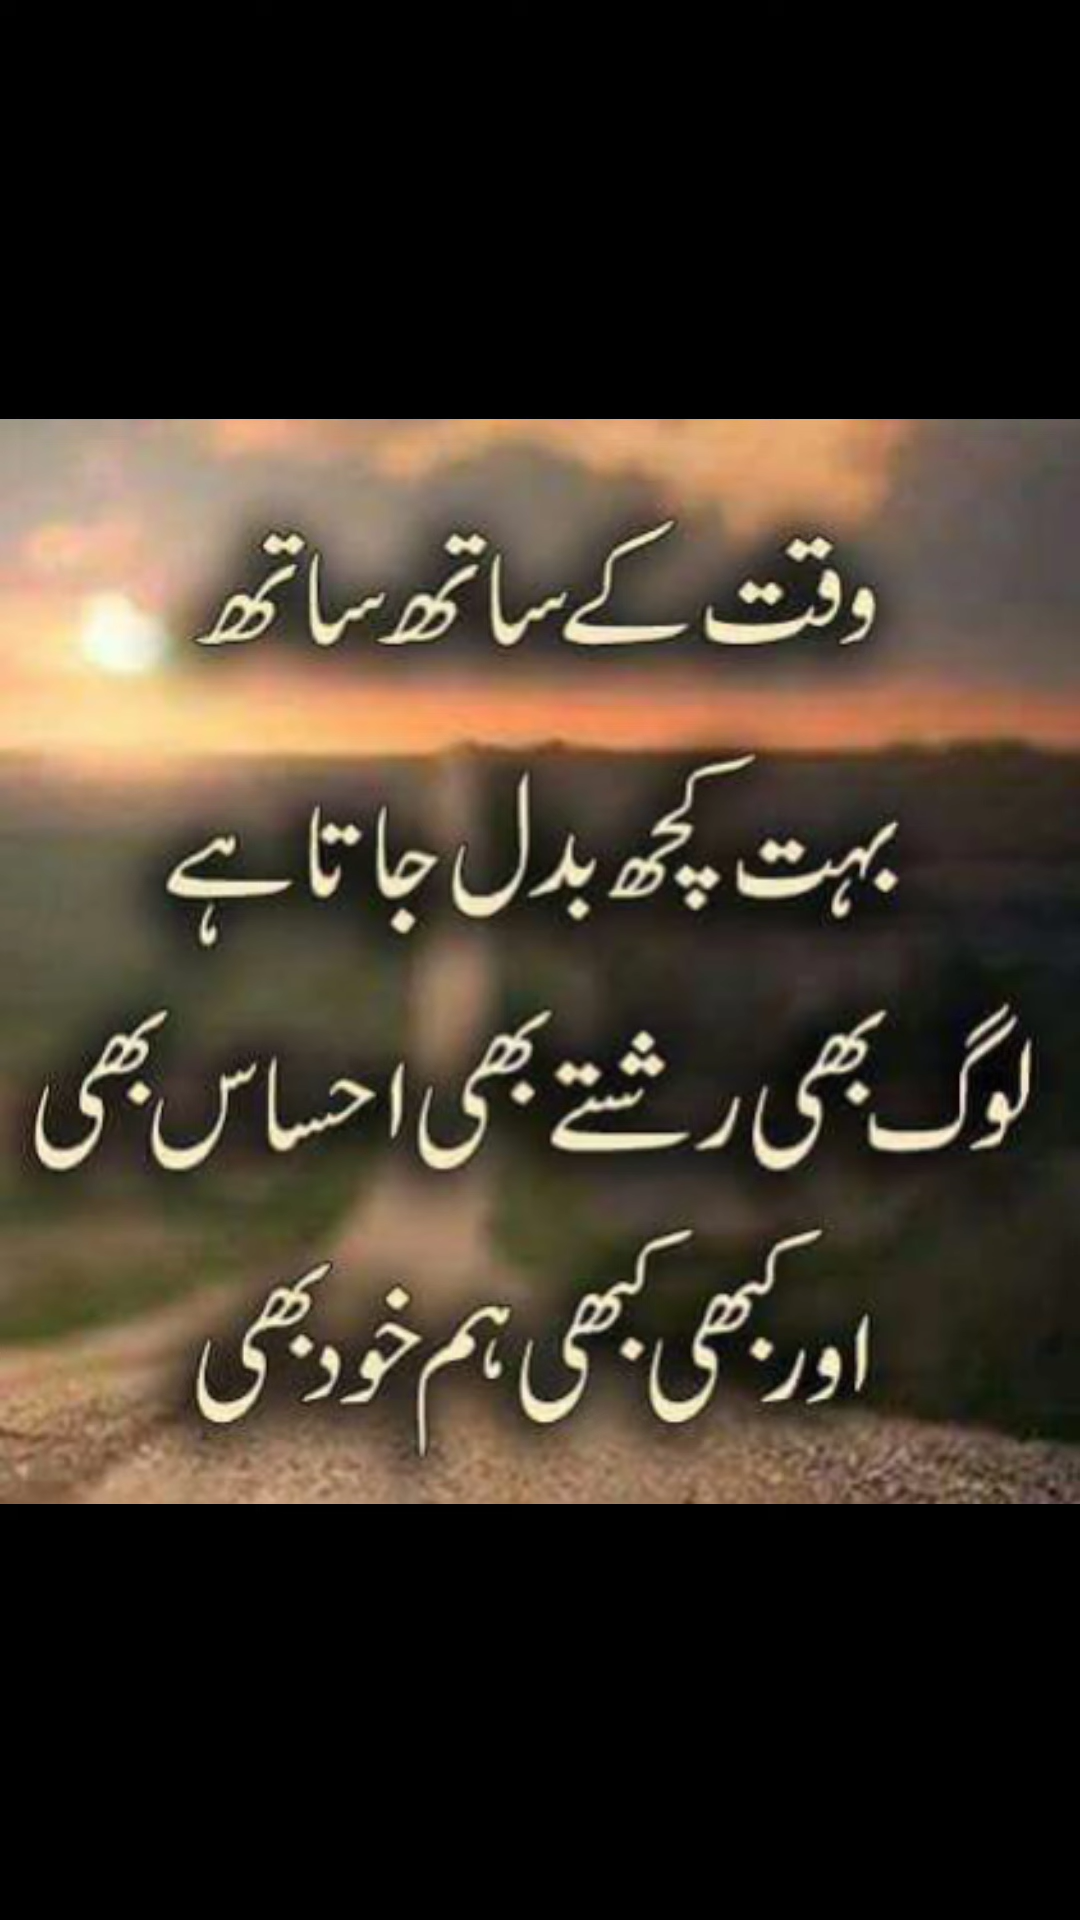 وقت کے ساتھ ساتھ
بہت کچھ بدل جاتا ہے
لوگ بھی رشتے بھی احساس بھی
اور کبھی کبھی ہم خود بھی